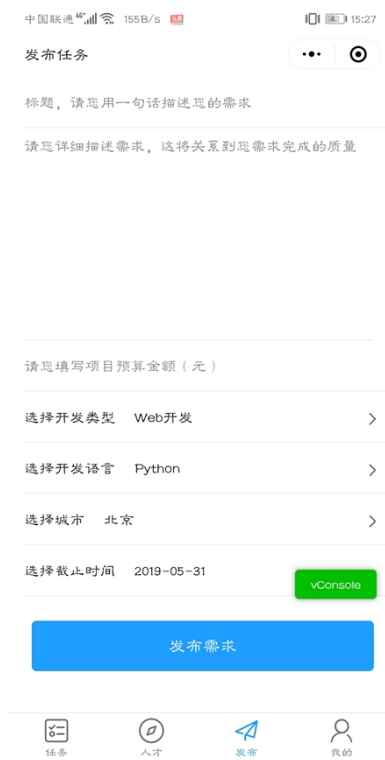 中国联通 4G+ 155B/s 15:27
发布任务
标题，请您用一句话描述您的需求
请您详细描述需求，这将关系到您需求完成的质量
请您填写项目预算金额（元）
选择开发类型 Web开发
选择开发语言 Python
选择城市 北京
选择截止时间 2019-05-31
vConsole
发布需求
任务 人才 发布 我的